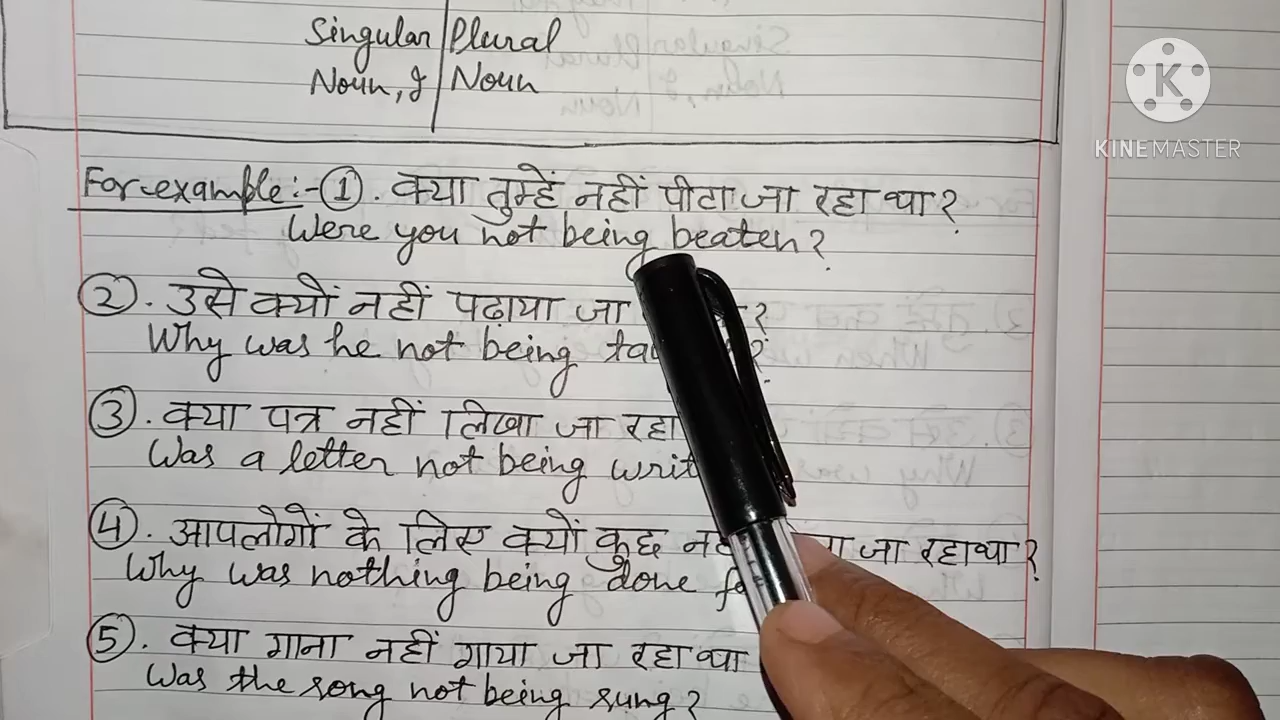 Singular Plural
Noun, I Noun
K
KINEMASTER
For-example:- ①. क्या तुम्हें नहीं पीटा जा रहा था?
Were you not being beaten?
②. उसे क्यों नहीं पढ़ाया जा ?
Why was he not being ?
③. क्या पत्र नहीं लिखा जा रहा
Was a letter not being
④. आपलोगों के लिए क्यों कुछ जा रहा था?
Why was nothing being done
⑤. क्या गाना नहीं गाया जा रहा था
Was the song not being sung?